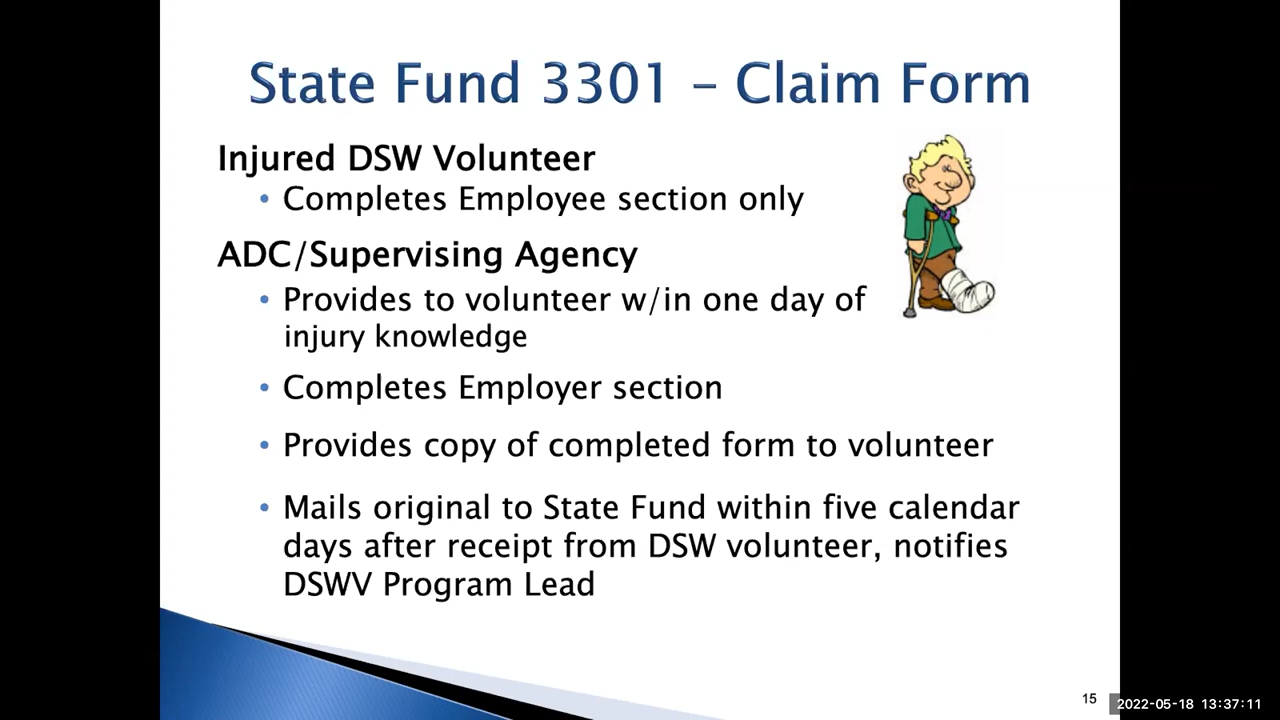 State Fund 3301 – Claim Form
Injured DSW Volunteer
• Completes Employee section only
ADC/Supervising Agency
• Provides to volunteer w/in one day of
injury knowledge
• Completes Employer section
• Provides copy of completed form to volunteer
• Mails original to State Fund within five calendar
days after receipt from DSW volunteer, notifies
DSWV Program Lead
15
2022-05-18 13:37:11